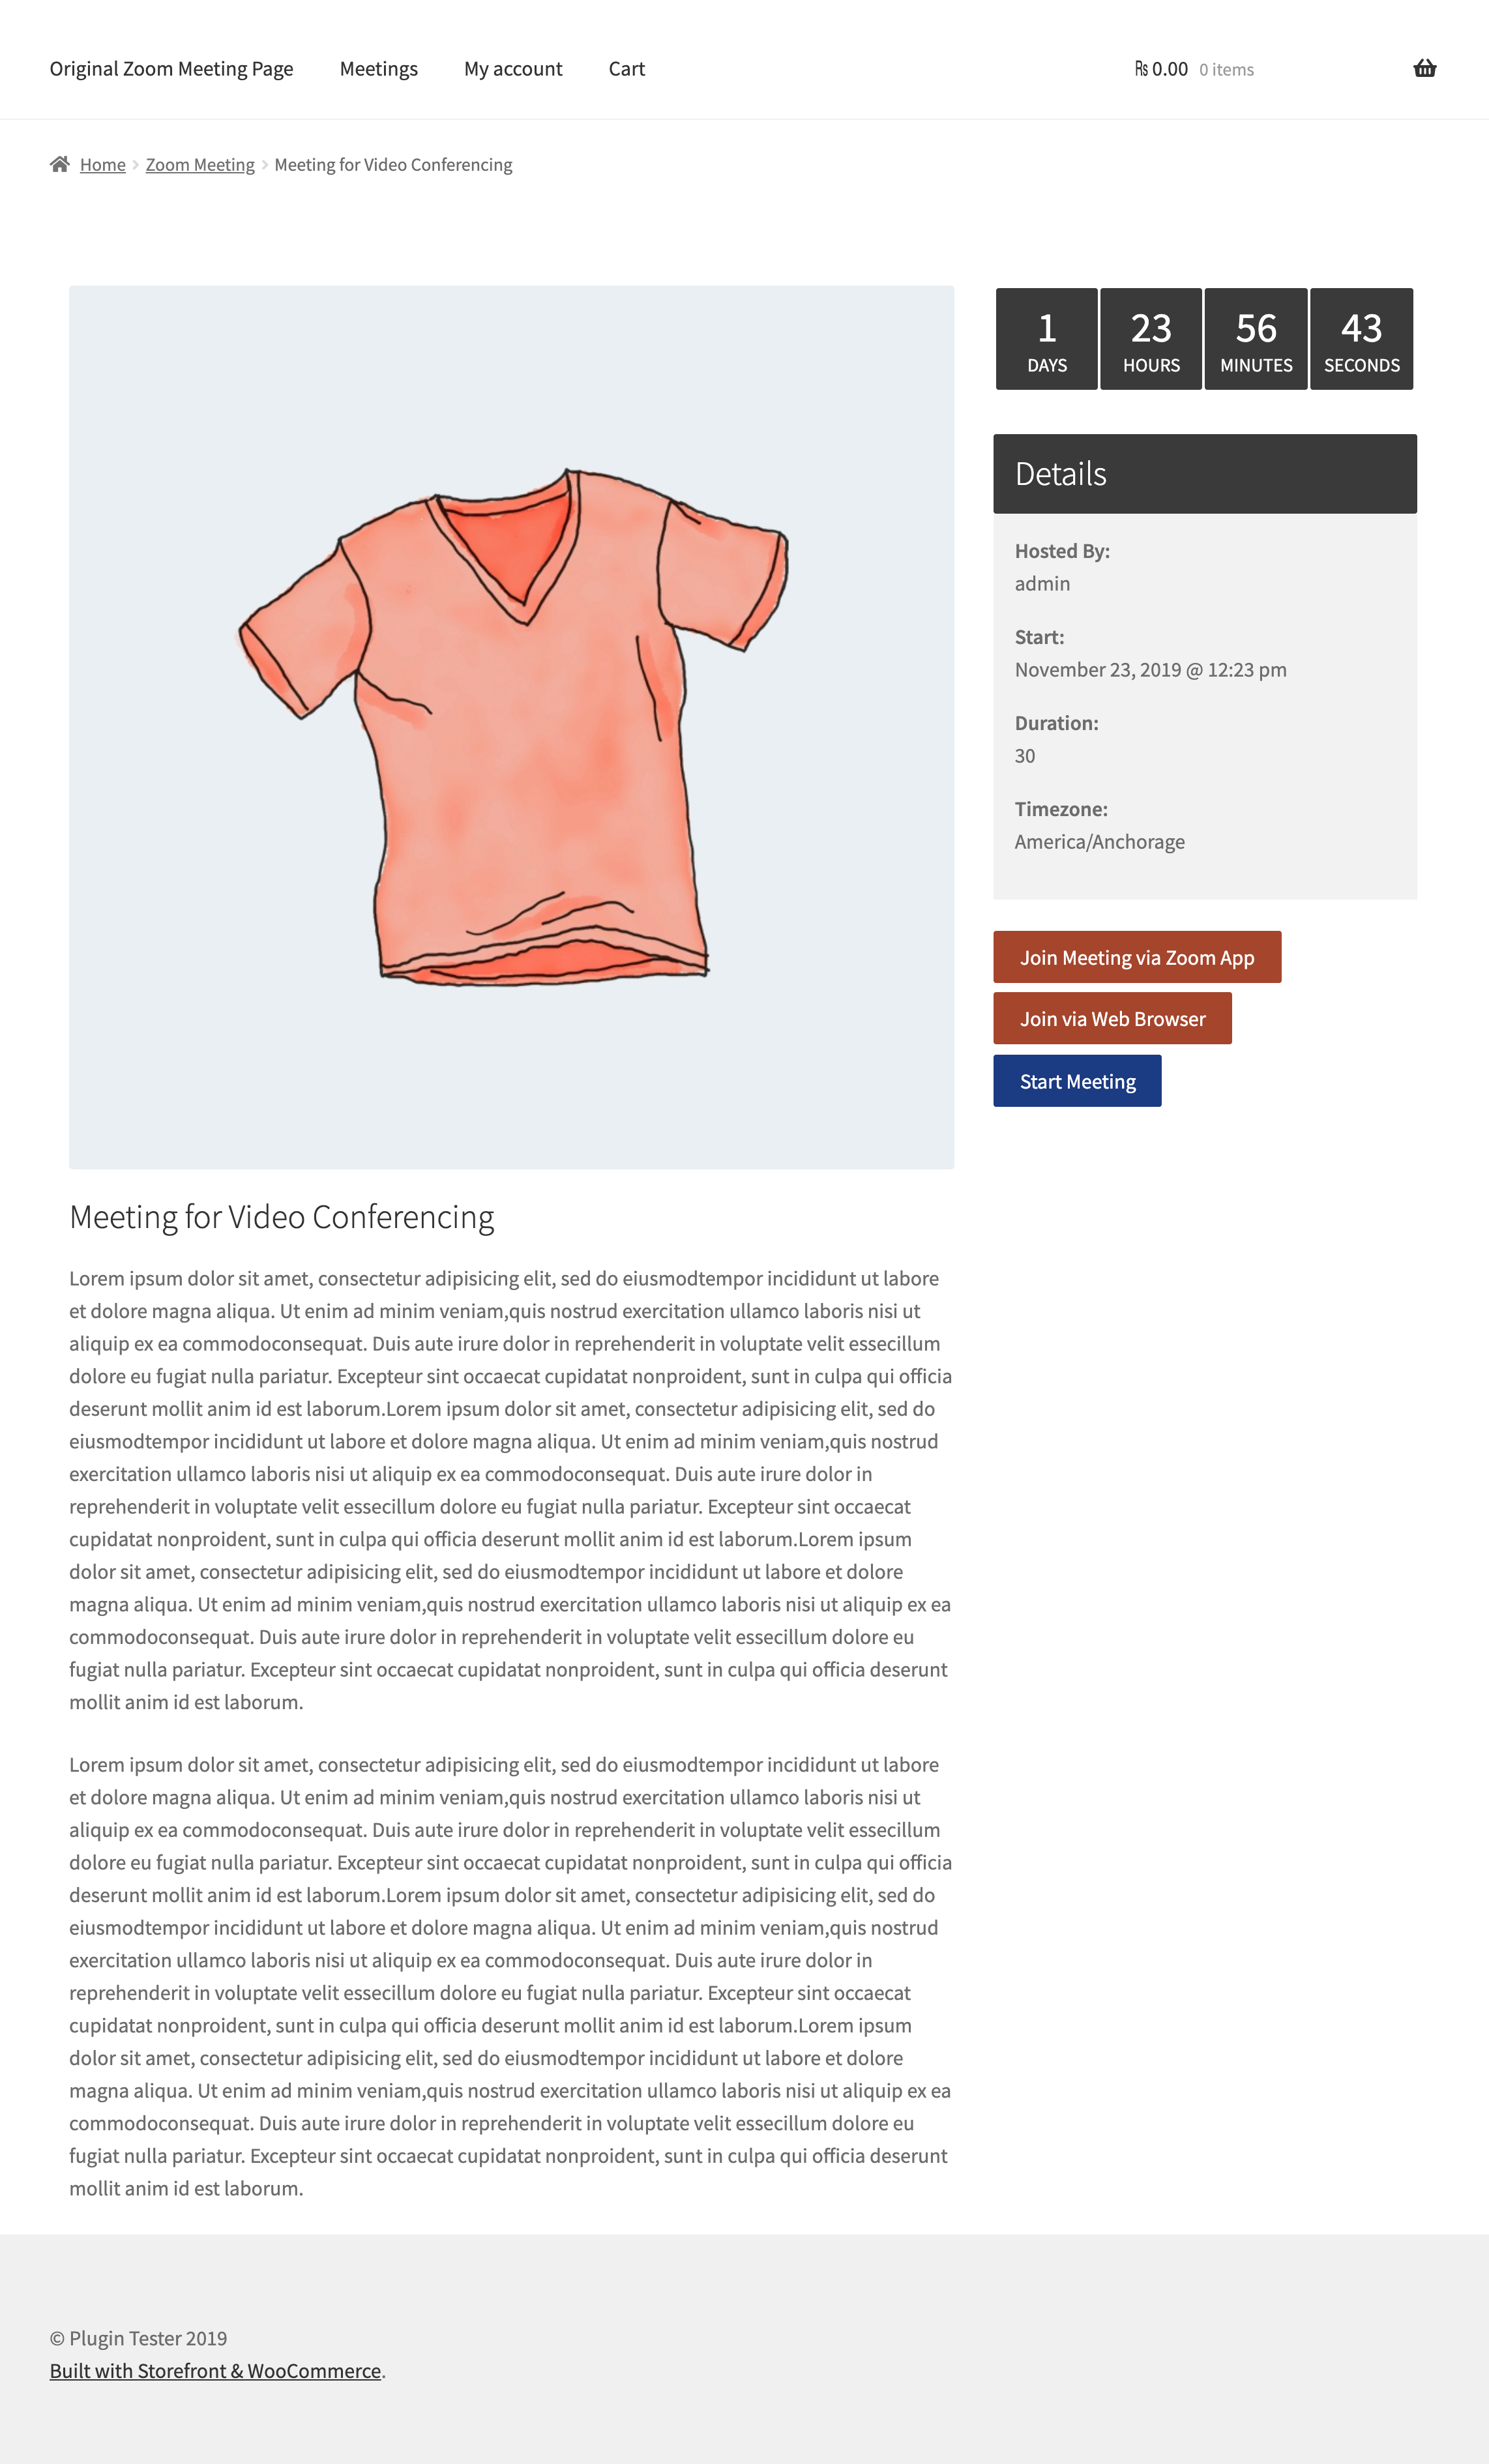 Original Zoom Meeting Page Meetings My account Cart ₨ 0.00 0 items
Home Zoom Meeting Meeting for Video Conferencing
1 23 56 43
DAYS HOURS MINUTES SECONDS
Details
Hosted By:
admin
Start:
November 23, 2019 @ 12:23 pm
Duration:
30
Timezone:
America/Anchorage
Join Meeting via Zoom App
Join via Web Browser
Start Meeting
Meeting for Video Conferencing
Lorem ipsum dolor sit amet, consectetur adipisicing elit, sed do eiusmodtempor incididunt ut labore
et dolore magna aliqua. Ut enim ad minim veniam,quis nostrud exercitation ullamco laboris nisi ut
aliquip ex ea commodoconsequat. Duis aute irure dolor in reprehenderit in voluptate velit essecillum
dolore eu fugiat nulla pariatur. Excepteur sint occaecat cupidatat nonproident, sunt in culpa qui officia
deserunt mollit anim id est laborum.Lorem ipsum dolor sit amet, consectetur adipisicing elit, sed do
eiusmodtempor incididunt ut labore et dolore magna aliqua. Ut enim ad minim veniam,quis nostrud
exercitation ullamco laboris nisi ut aliquip ex ea commodoconsequat. Duis aute irure dolor in
reprehenderit in voluptate velit essecillum dolore eu fugiat nulla pariatur. Excepteur sint occaecat
cupidatat nonproident, sunt in culpa qui officia deserunt mollit anim id est laborum.Lorem ipsum
dolor sit amet, consectetur adipisicing elit, sed do eiusmodtempor incididunt ut labore et dolore
magna aliqua. Ut enim ad minim veniam,quis nostrud exercitation ullamco laboris nisi ut aliquip ex ea
commodoconsequat. Duis aute irure dolor in reprehenderit in voluptate velit essecillum dolore eu
fugiat nulla pariatur. Excepteur sint occaecat cupidatat nonproident, sunt in culpa qui officia deserunt
mollit anim id est laborum.
Lorem ipsum dolor sit amet, consectetur adipisicing elit, sed do eiusmodtempor incididunt ut labore
et dolore magna aliqua. Ut enim ad minim veniam,quis nostrud exercitation ullamco laboris nisi ut
aliquip ex ea commodoconsequat. Duis aute irure dolor in reprehenderit in voluptate velit essecillum
dolore eu fugiat nulla pariatur. Excepteur sint occaecat cupidatat nonproident, sunt in culpa qui officia
deserunt mollit anim id est laborum.Lorem ipsum dolor sit amet, consectetur adipisicing elit, sed do
eiusmodtempor incididunt ut labore et dolore magna aliqua. Ut enim ad minim veniam,quis nostrud
exercitation ullamco laboris nisi ut aliquip ex ea commodoconsequat. Duis aute irure dolor in
reprehenderit in voluptate velit essecillum dolore eu fugiat nulla pariatur. Excepteur sint occaecat
cupidatat nonproident, sunt in culpa qui officia deserunt mollit anim id est laborum.Lorem ipsum
dolor sit amet, consectetur adipisicing elit, sed do eiusmodtempor incididunt ut labore et dolore
magna aliqua. Ut enim ad minim veniam,quis nostrud exercitation ullamco laboris nisi ut aliquip ex ea
commodoconsequat. Duis aute irure dolor in reprehenderit in voluptate velit essecillum dolore eu
fugiat nulla pariatur. Excepteur sint occaecat cupidatat nonproident, sunt in culpa qui officia deserunt
mollit anim id est laborum.
© Plugin Tester 2019
Built with Storefront & WooCommerce.